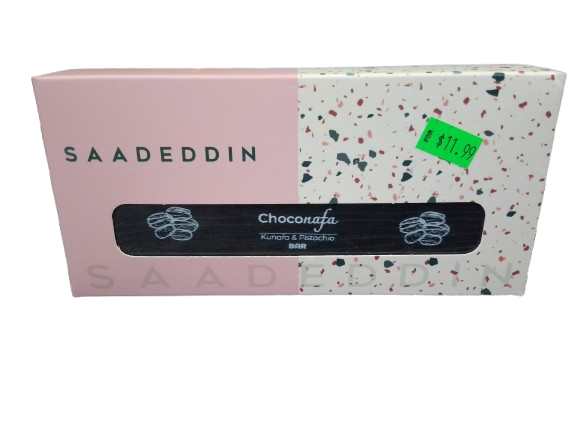 SAADEDDIN
$11.99
Choconafa
Kunafa & Pistachio
BAR
SAADEDDIN